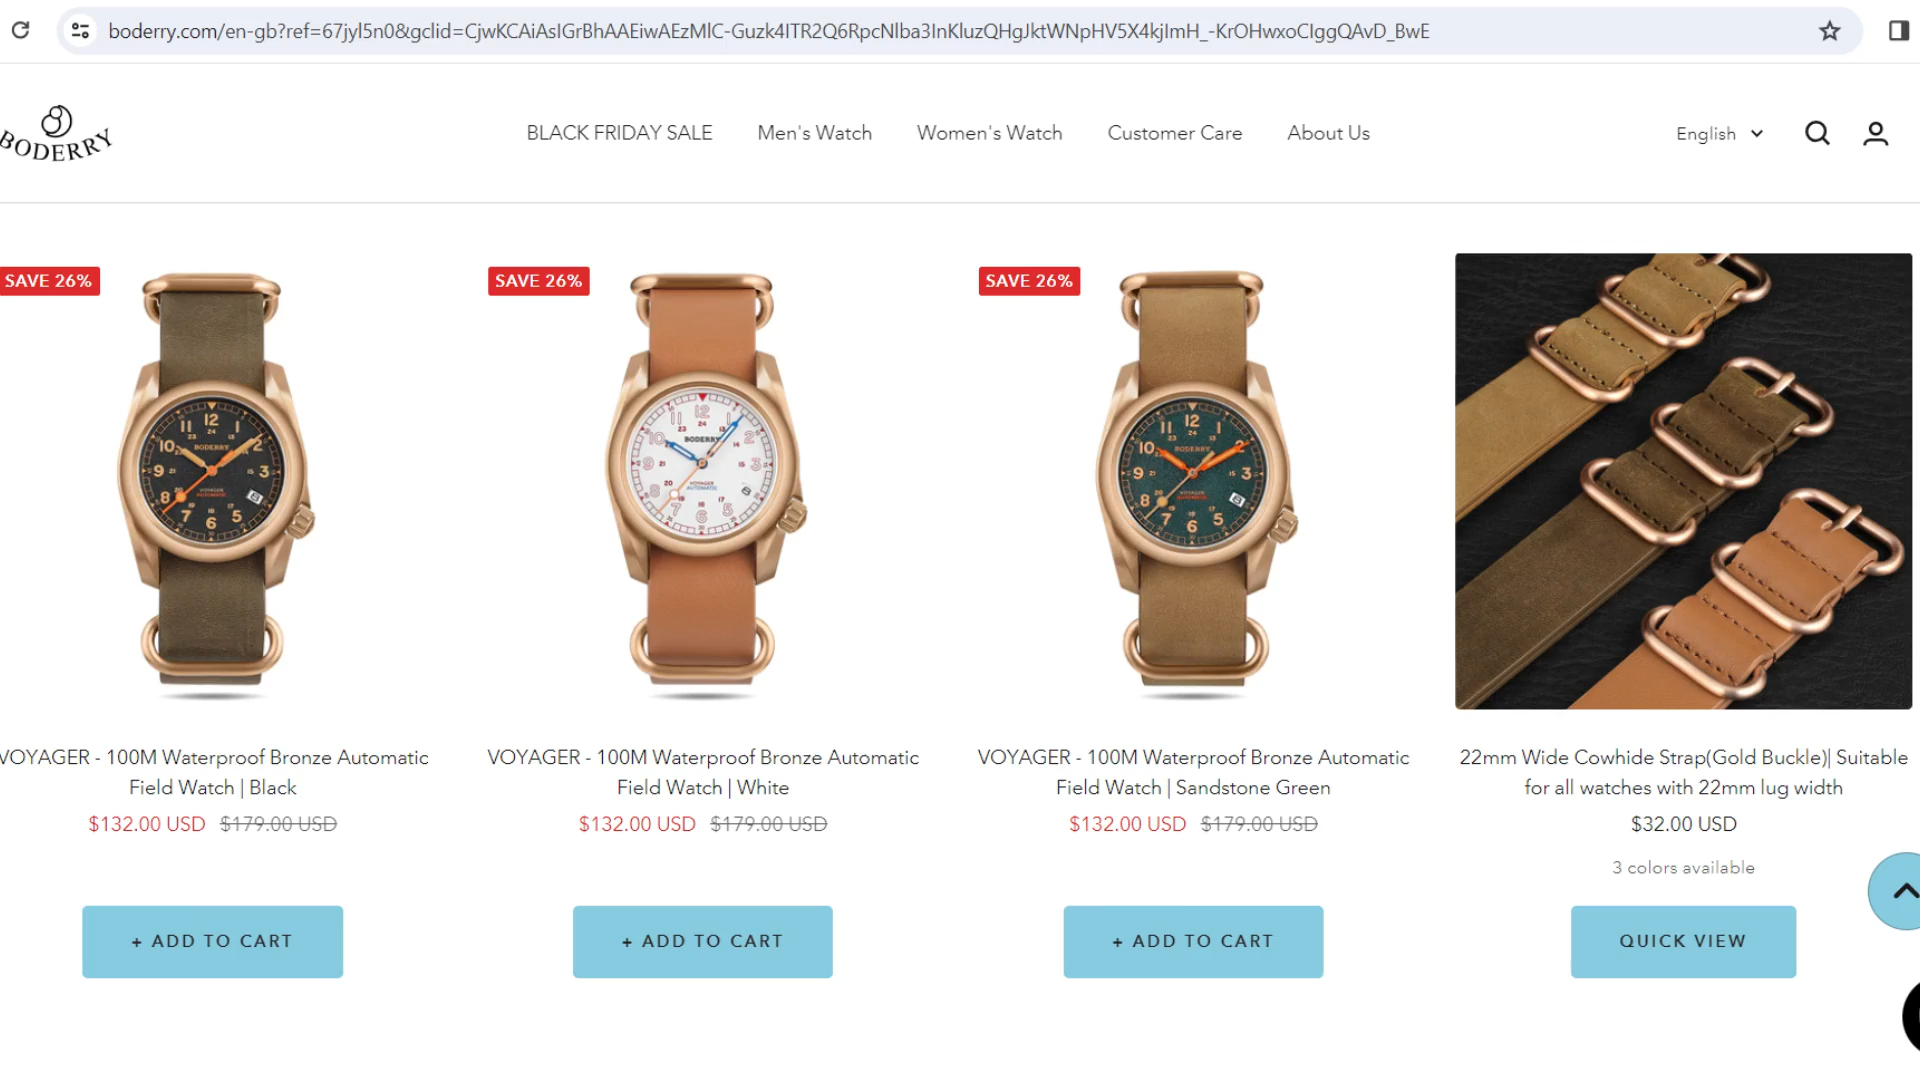 boderry.com/en-gb?ref=67jyl5n0&gclid=CjwKCAiAsIGrBhAAEiwAEzMlC-Guzk4ITR2Q6RpcNlba3InKluzQHgJktWNpHV5X4kjImH_-KrOHwxoCIggQAvD_BwE
BODERRY
BLACK FRIDAY SALE Men's Watch Women's Watch Customer Care About Us
English
SAVE 26%
SAVE 26%
SAVE 26%
VOYAGER - 100M Waterproof Bronze Automatic
Field Watch | Black
$132.00 USD $179.00 USD
+ ADD TO CART
VOYAGER - 100M Waterproof Bronze Automatic
Field Watch | White
$132.00 USD $179.00 USD
+ ADD TO CART
VOYAGER - 100M Waterproof Bronze Automatic
Field Watch | Sandstone Green
$132.00 USD $179.00 USD
+ ADD TO CART
22mm Wide Cowhide Strap(Gold Buckle)| Suitable
for all watches with 22mm lug width
$32.00 USD
3 colors available
QUICK VIEW